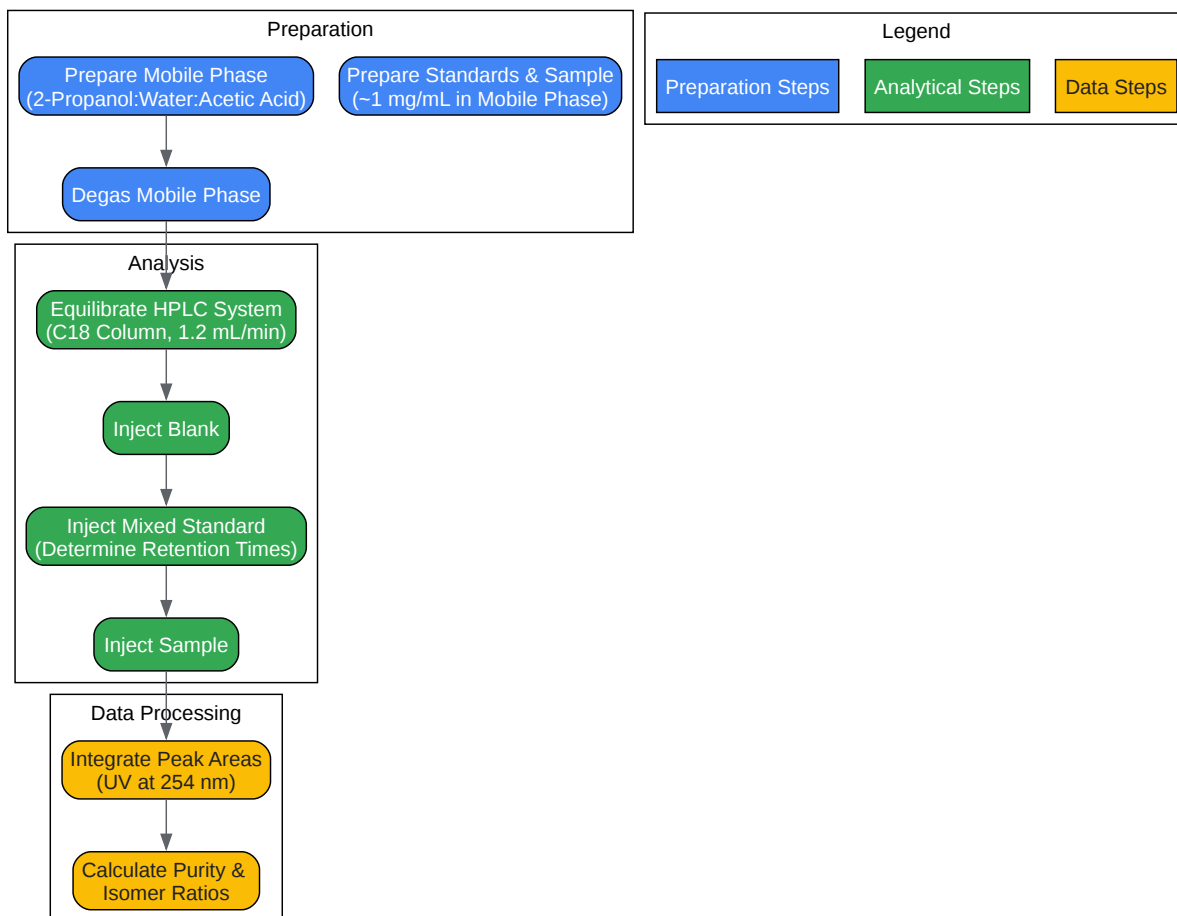 Preparation
Prepare Mobile Phase
(2-Propanol:Water:Acetic Acid)
Prepare Standards & Sample
(~1 mg/mL in Mobile Phase)
Degas Mobile Phase
Legend
Preparation Steps
Analytical Steps
Data Steps
Analysis
Equilibrate HPLC System
(C18 Column, 1.2 mL/min)
Inject Blank
Inject Mixed Standard
(Determine Retention Times)
Inject Sample
Data Processing
Integrate Peak Areas
(UV at 254 nm)
Calculate Purity &
Isomer Ratios